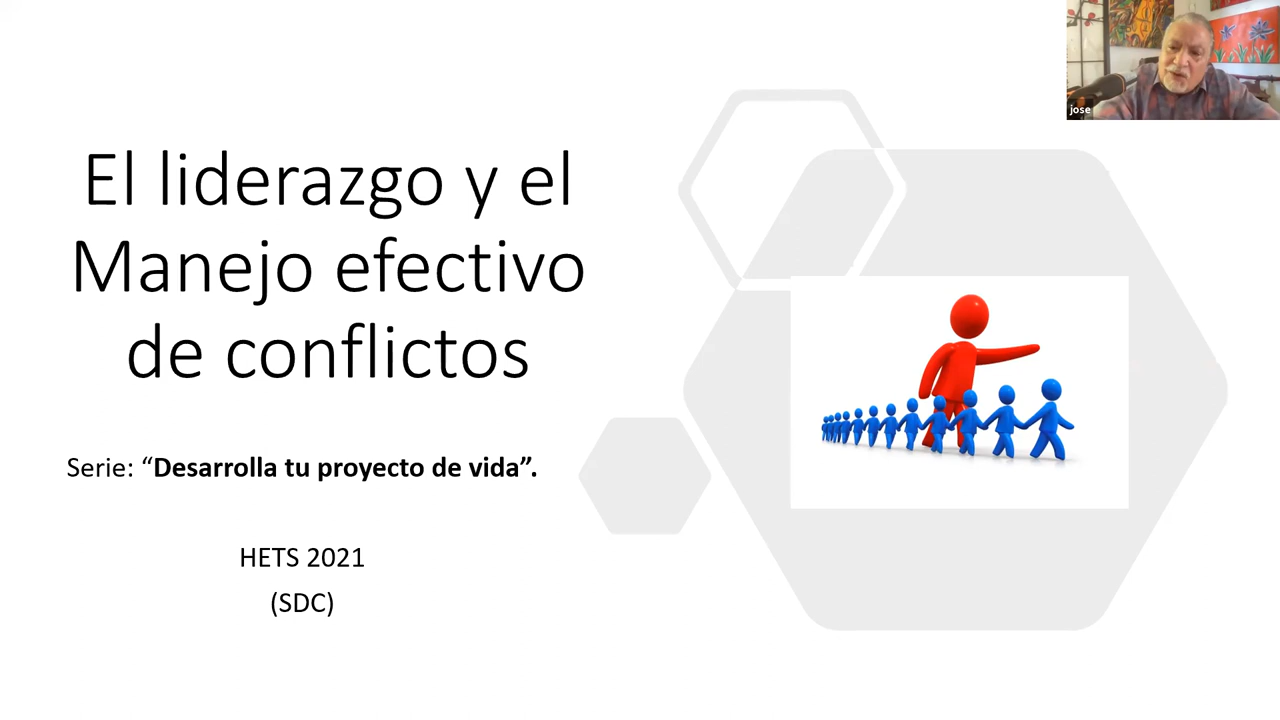 El liderazgo y el
Manejo efectivo
de conflictos
Serie: “Desarrolla tu proyecto de vida”.
HETS 2021
(SDC)
jose